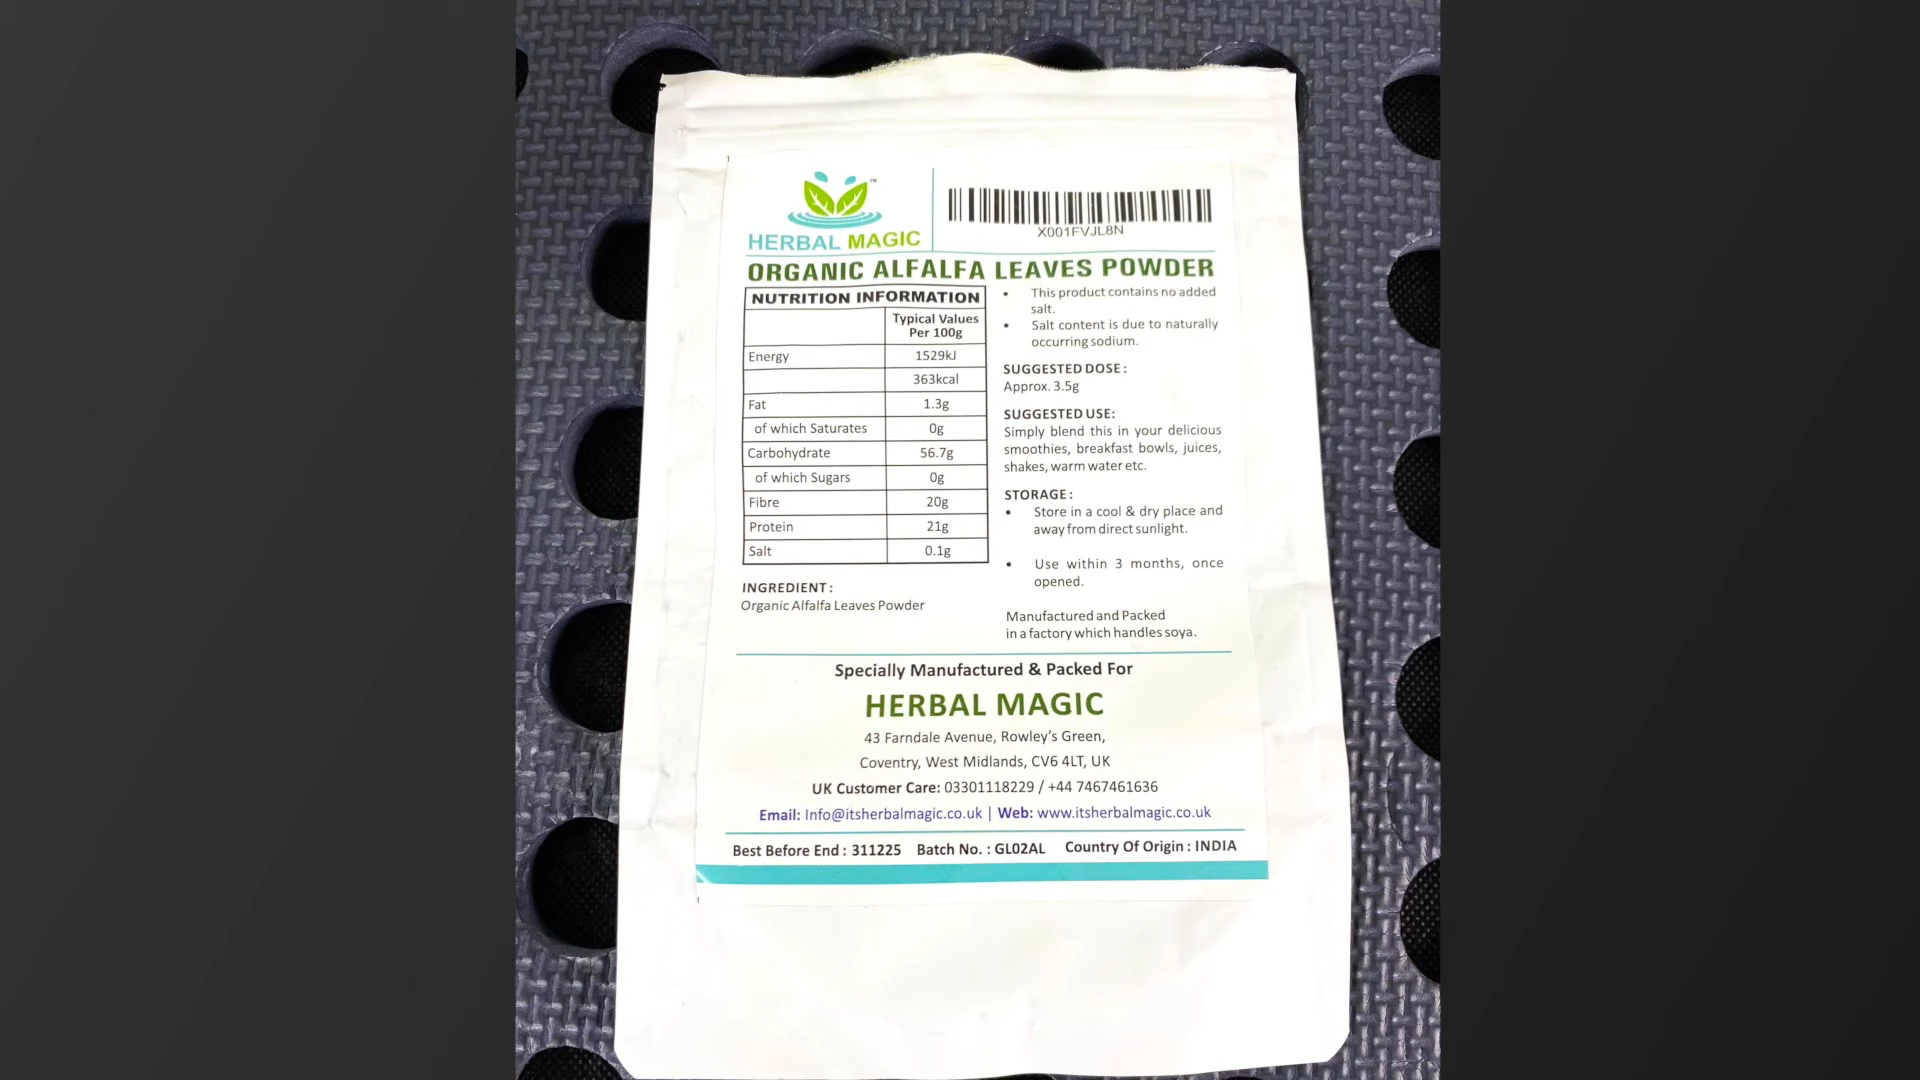 HERBAL MAGIC
™
X001FVJL8N
ORGANIC ALFALFA LEAVES POWDER
NUTRITION INFORMATION
Typical Values
Per 100g
Energy 1529kJ
363kcal
Fat 1.3g
of which Saturates 0g
Carbohydrate 56.7g
of which Sugars 0g
Fibre 20g
Protein 21g
Salt 0.1g
INGREDIENT :
Organic Alfalfa Leaves Powder
• This product contains no added
salt.
• Salt content is due to naturally
occurring sodium.
SUGGESTED DOSE :
Approx. 3.5g
SUGGESTED USE:
Simply blend this in your delicious
smoothies, breakfast bowls, juices,
shakes, warm water etc.
STORAGE :
• Store in a cool & dry place and
away from direct sunlight.
• Use within 3 months, once
opened.
Manufactured and Packed
in a factory which handles soya.
Specially Manufactured & Packed For
HERBAL MAGIC
43 Farndale Avenue, Rowley's Green,
Coventry, West Midlands, CV6 4LT, UK
UK Customer Care: 03301118229 / +44 7467461636
Email: Info@itsherbalmagic.co.uk | Web: www.itsherbalmagic.co.uk
Best Before End : 311225 Batch No. : GL02AL Country Of Origin : INDIA